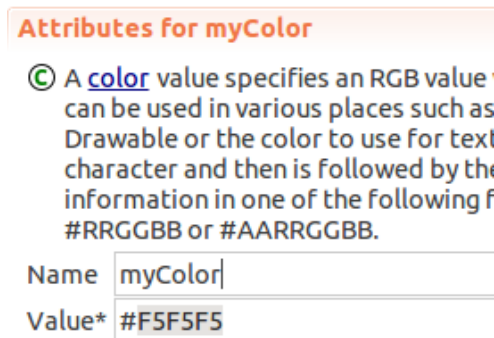 Attributes for myColor
C A color value specifies an RGB value
can be used in various places such as
Drawable or the color to use for text
character and then is followed by the
information in one of the following
#RRGGBB or #AARRGGBB.
Name myColor
Value* #F5F5F5